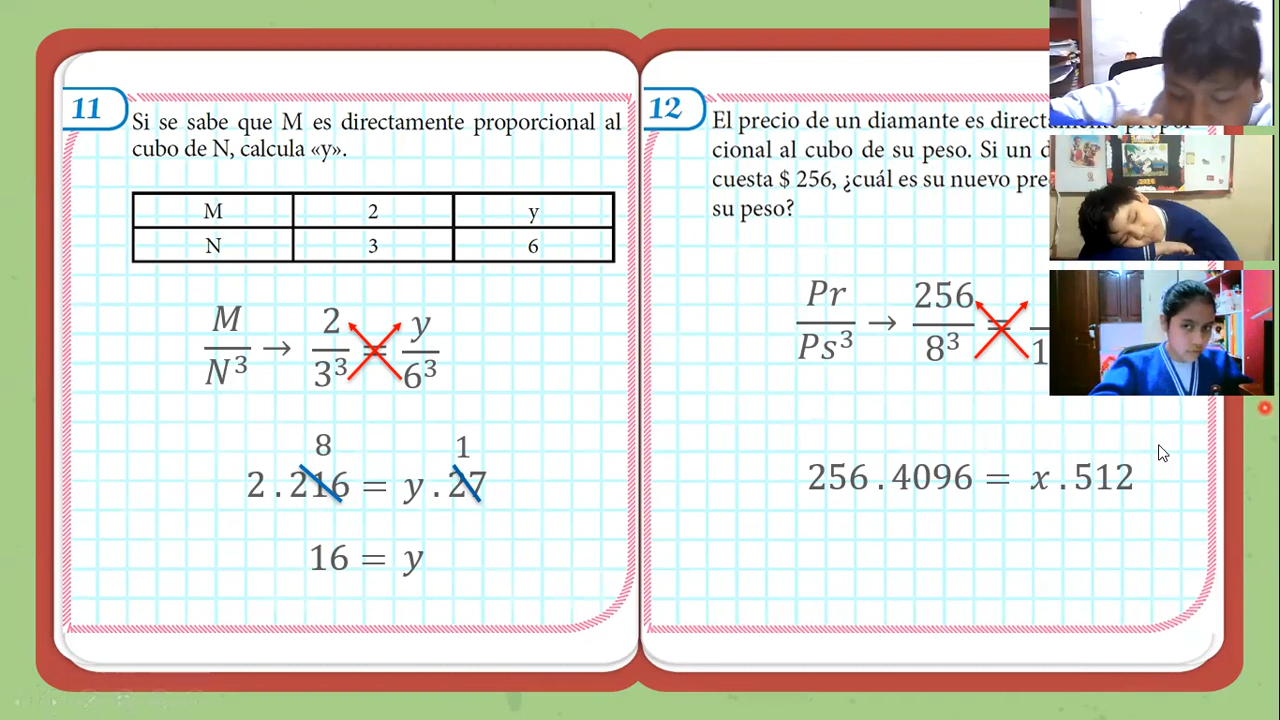 11
Si se sabe que M es directamente proporcional al
cubo de N, calcula «y».
M 2 y
N 3 6
M/N³ → 2/3³ = y/6³
8 1
2 . 216 = y . 27
16 = y
12
El precio de un diamante es directamente propor
cional al cubo de su peso. Si un
cuesta $ 256, ¿cuál es su nuevo
su peso?
Pr/Ps³ → 256/8³ =
256 . 4096 = x . 512